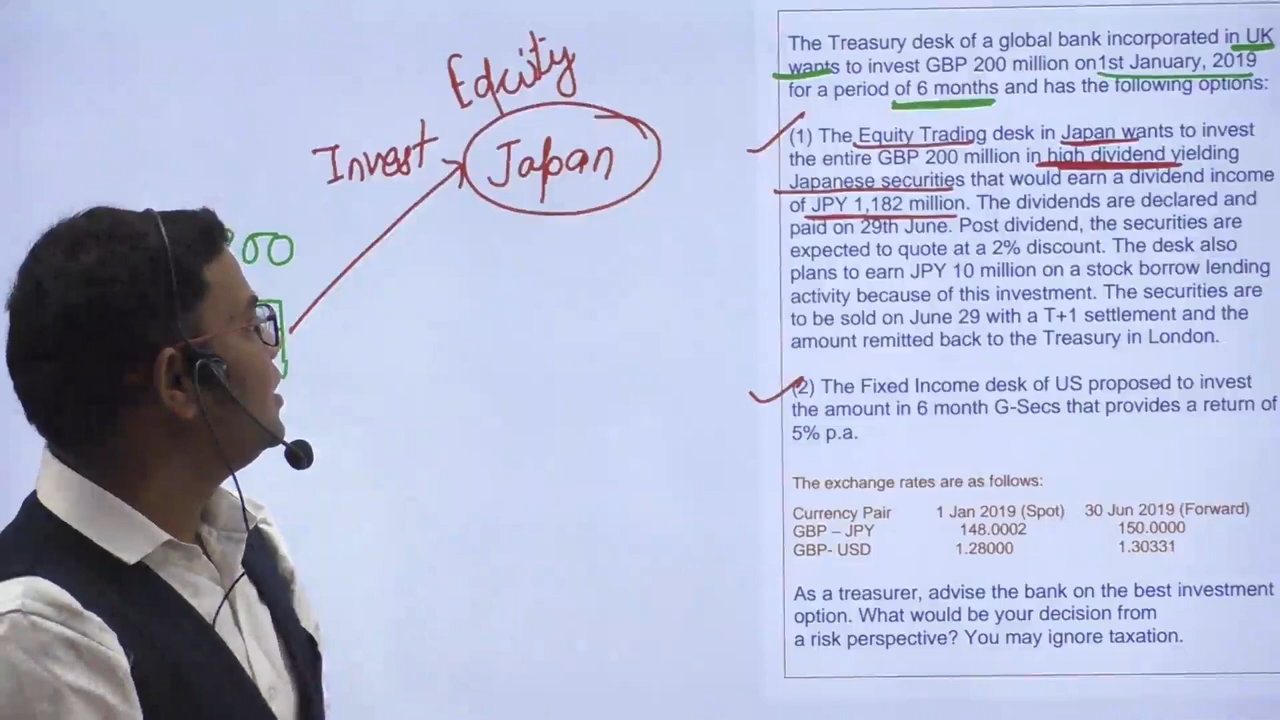 Equity
Invest
Japan
00
The Treasury desk of a global bank incorporated in UK
wants to invest GBP 200 million on 1st January, 2019
for a period of 6 months and has the following options:
(1) The Equity Trading desk in Japan wants to invest
the entire GBP 200 million in high dividend yielding
Japanese securities that would earn a dividend income
of JPY 1,182 million. The dividends are declared and
paid on 29th June. Post dividend, the securities are
expected to quote at a 2% discount. The desk also
plans to earn JPY 10 million on a stock borrow lending
activity because of this investment. The securities are
to be sold on June 29 with a T+1 settlement and the
amount remitted back to the Treasury in London.
(2) The Fixed Income desk of US proposed to invest
the amount in 6 month G-Secs that provides a return of
5% p.a.
The exchange rates are as follows:
Currency Pair 1 Jan 2019 (Spot) 30 Jun 2019 (Forward)
GBP – JPY 148.0002 150.0000
GBP- USD 1.28000 1.30331
As a treasurer, advise the bank on the best investment
option. What would be your decision from
a risk perspective? You may ignore taxation.